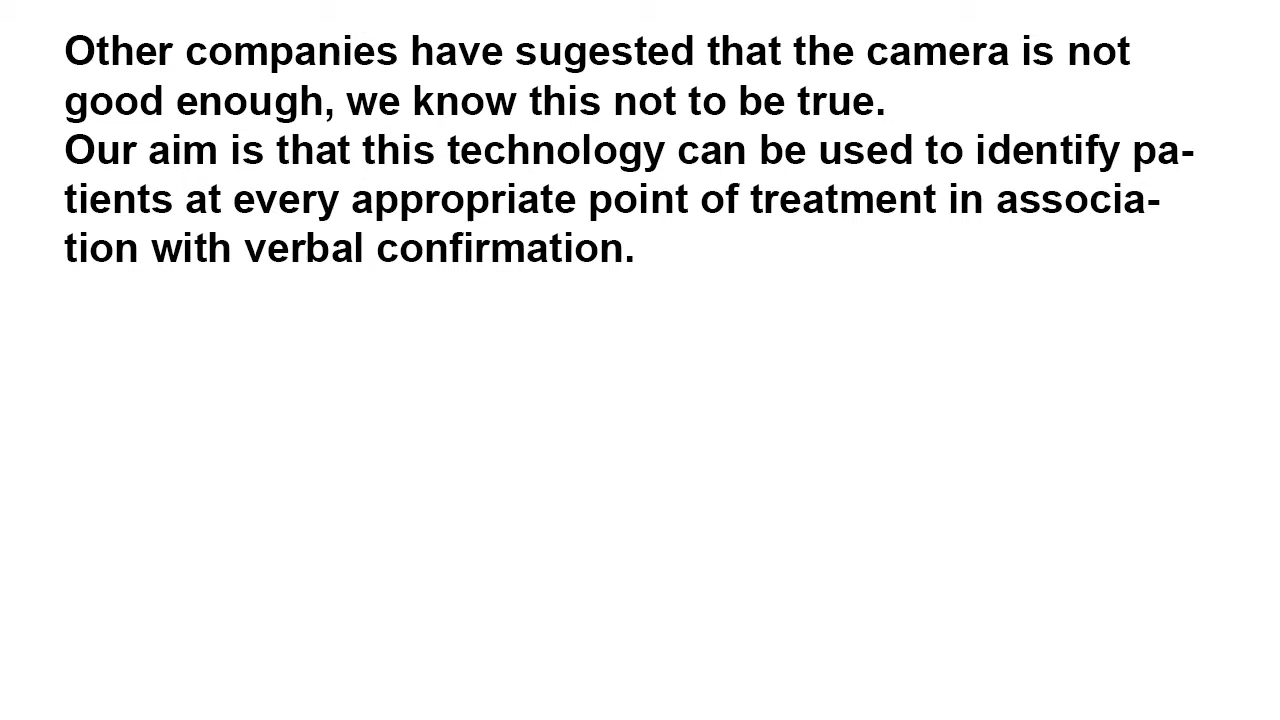 Other companies have sugested that the camera is not
good enough, we know this not to be true.
Our aim is that this technology can be used to identify pa-
tients at every appropriate point of treatment in associa-
tion with verbal confirmation.